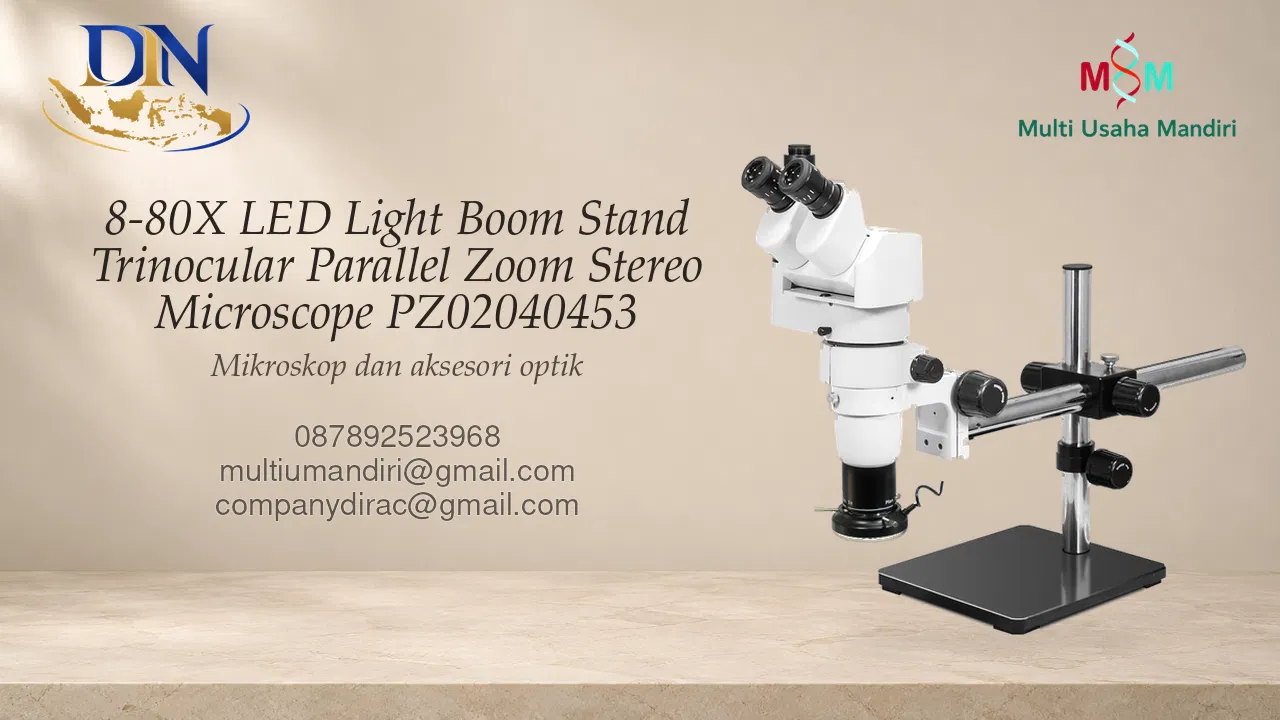 DN
MSM
Multi Usaha Mandiri
8-80X LED Light Boom Stand
Trinocular Parallel Zoom Stereo
Microscope PZ02040453
Mikroskop dan aksesori optik
087892523968
multiumandiri@gmail.com
companydirac@gmail.com